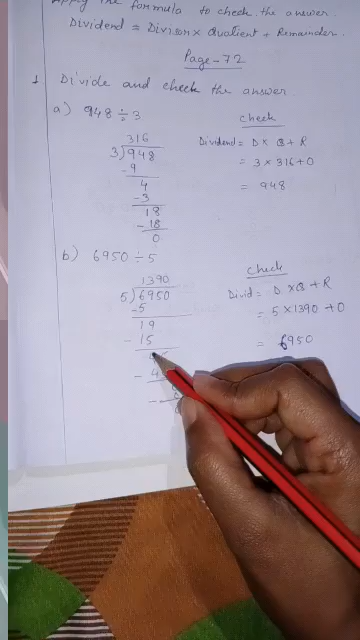 the formula to check the answer.
Dividend = Divisor x Quotient + Remainder.
Page-72
1 Divide and check the answer.
a) 948 ÷ 3
check
316
Dividend = D x Q + R
3)948
= 3 x 316 + 0
-9
= 948
4
-3
18
-18
0
b) 6950 ÷ 5
check
1390
Divid = D x Q + R
5)6950
= 5 x 1390 + 0
-5
19
= 6950
-15
- 4
-